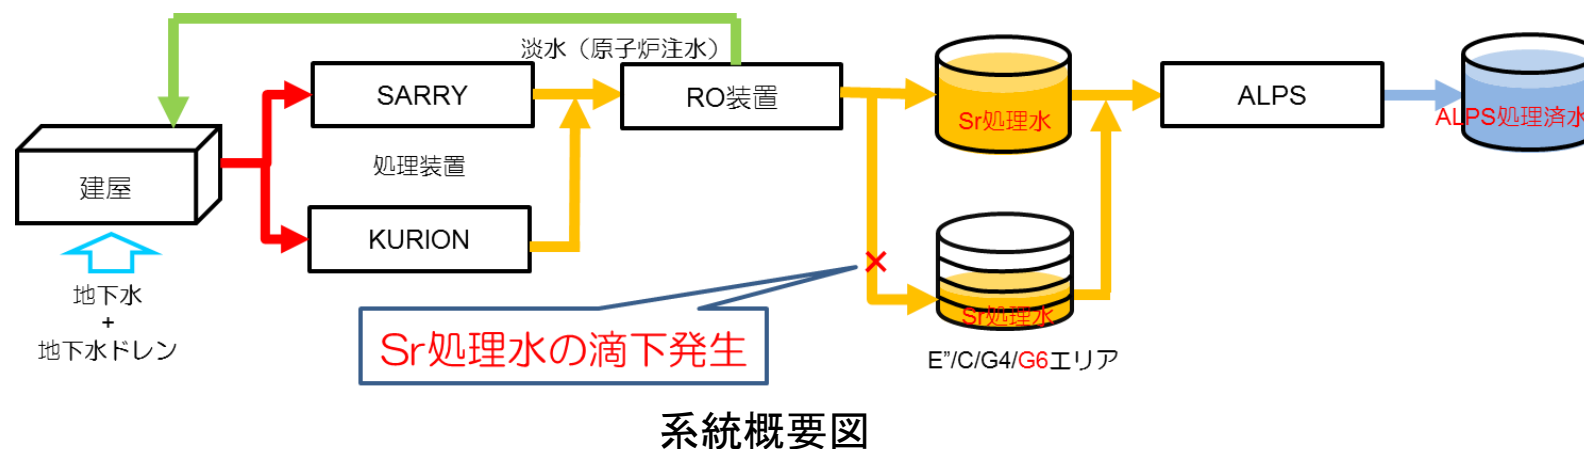 淡水（原子炉注水）
SARRY
RO装置
Sr処理水
ALPS
ALPS処理済水
処理装置
建屋
KURION
地下水
+
地下水ドレン
Sr処理水の滴下発生
Sr処理水
E”/C/G4/G6エリア
系統概要図